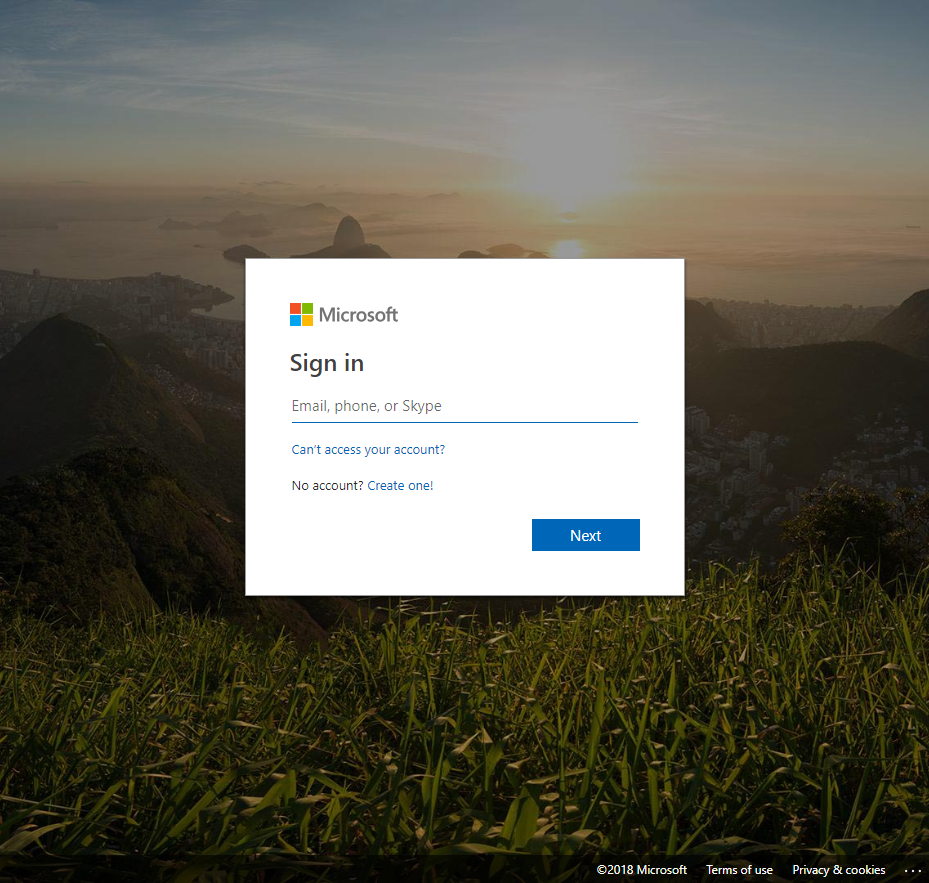 Microsoft
Sign in
Email, phone, or Skype
Can’t access your account?
No account? Create one!
Next
©2018 Microsoft Terms of use Privacy & cookies ...